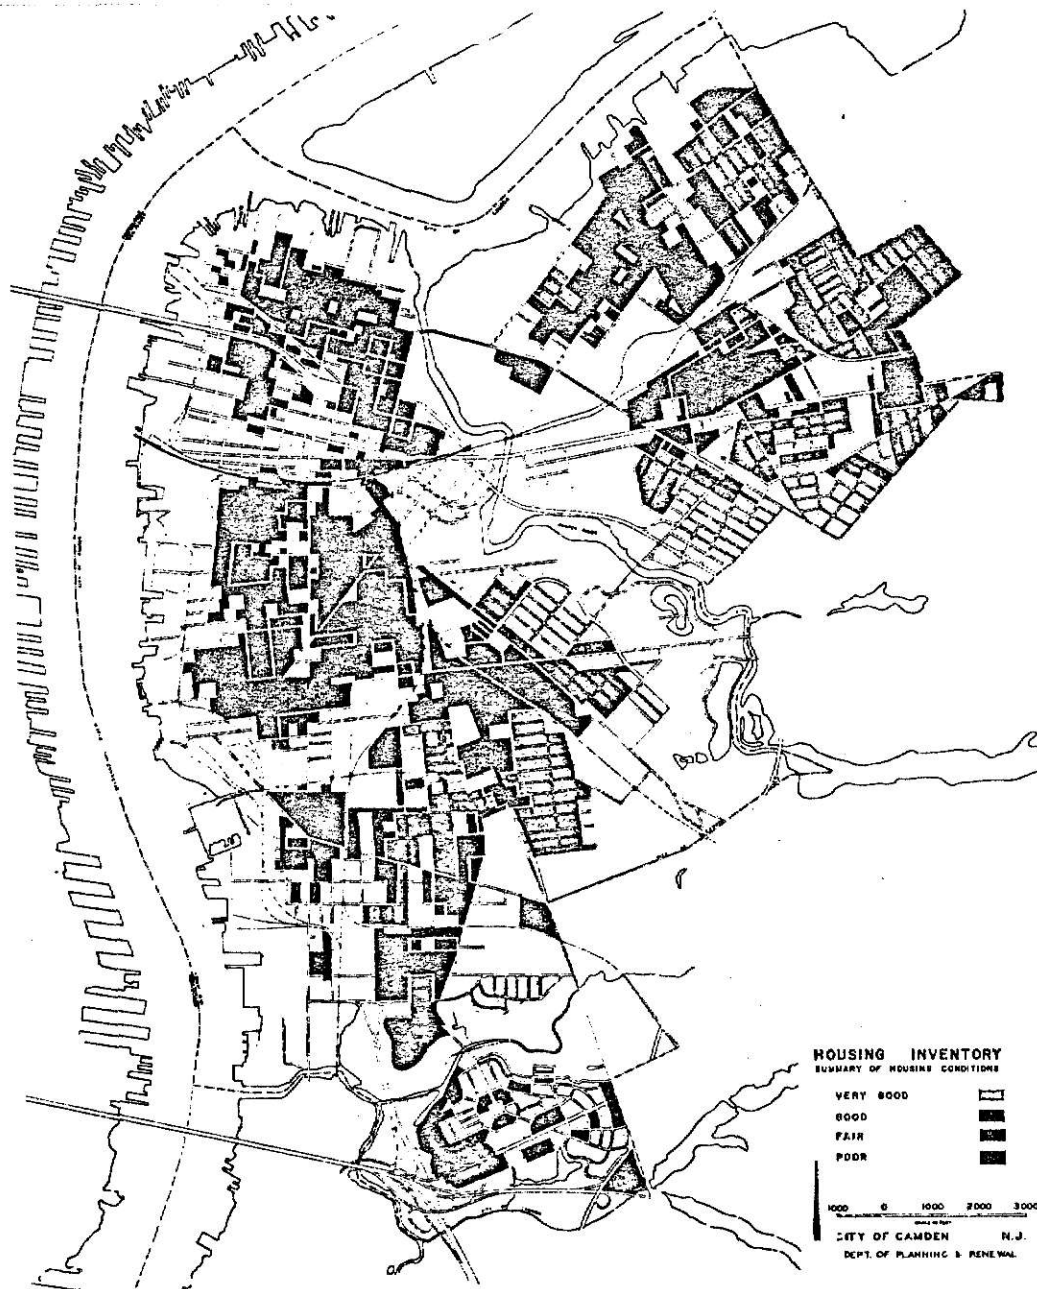 HOUSING INVENTORY
SUMMARY OF HOUSING CONDITIONS
VERY GOOD
GOOD
FAIR
POOR
1000 0 1000 2000 3000
CITY OF CAMDEN N.J.
DEPT. OF PLANNING & RENEWAL